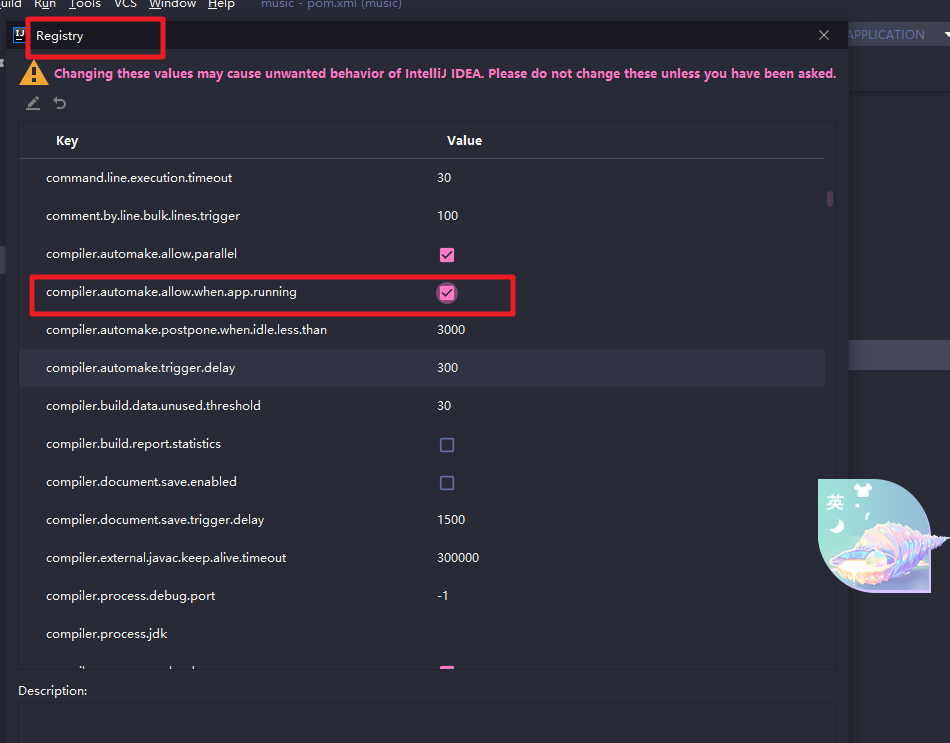 uild Run Tools VCS Window Help music - pom.xml (music)
IJ Registry
APPLICATION
Changing these values may cause unwanted behavior of IntelliJ IDEA. Please do not change these unless you have been asked.
Key Value
command.line.execution.timeout 30
comment.by.line.bulk.lines.trigger 100
compiler.automake.allow.parallel
compiler.automake.allow.when.app.running
compiler.automake.postpone.when.idle.less.than 3000
compiler.automake.trigger.delay 300
compiler.build.data.unused.threshold 30
compiler.build.report.statistics
compiler.document.save.enabled
英
compiler.document.save.trigger.delay 1500
compiler.external.javac.keep.alive.timeout 300000
compiler.process.debug.port -1
compiler.process.jdk
Description: